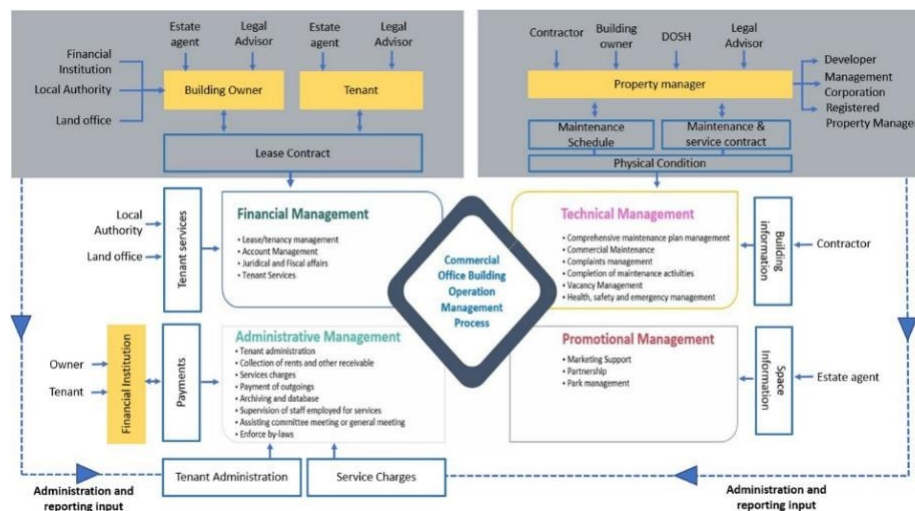 Estate
agent
Legal
Advisor
Estate
agent
Legal
Advisor
Financial
Institution
Local Authority
Land office
Building Owner
Tenant
Lease Contract
Contractor
Building
owner
DOSH
Legal
Advisor
Property manager
Developer
Management
Corporation
Registered
Property Manager
Maintenance
Schedule
Maintenance &
service contract
Physical Condition
Local
Authority
Land office
Tenant services
Financial Management
• Lease/tenancy management
• Account Management
• Juridical and Fiscal affairs
• Tenant Services
Commercial
Office Building
Operation
Management
Process
Technical Management
• Comprehensive maintenance plan management
• Commercial Maintenance
• Complaints management
• Completion of maintenance activities
• Vacancy Management
• Health, safety and emergency management
Building
information
Contractor
Owner
Tenant
Financial Institution
Payments
Administrative Management
• Tenant administration
• Collection of rents and other receivable
• Services charges
• Payment of outgoings
• Archiving and database
• Supervision of staff employed for services
• Assisting committee meeting or general meeting
• Enforce by-laws
Promotional Management
• Marketing Support
• Partnership
• Park management
Space
Information
Estate agent
Tenant Administration
Service Charges
Administration and
reporting input
Administration and
reporting input